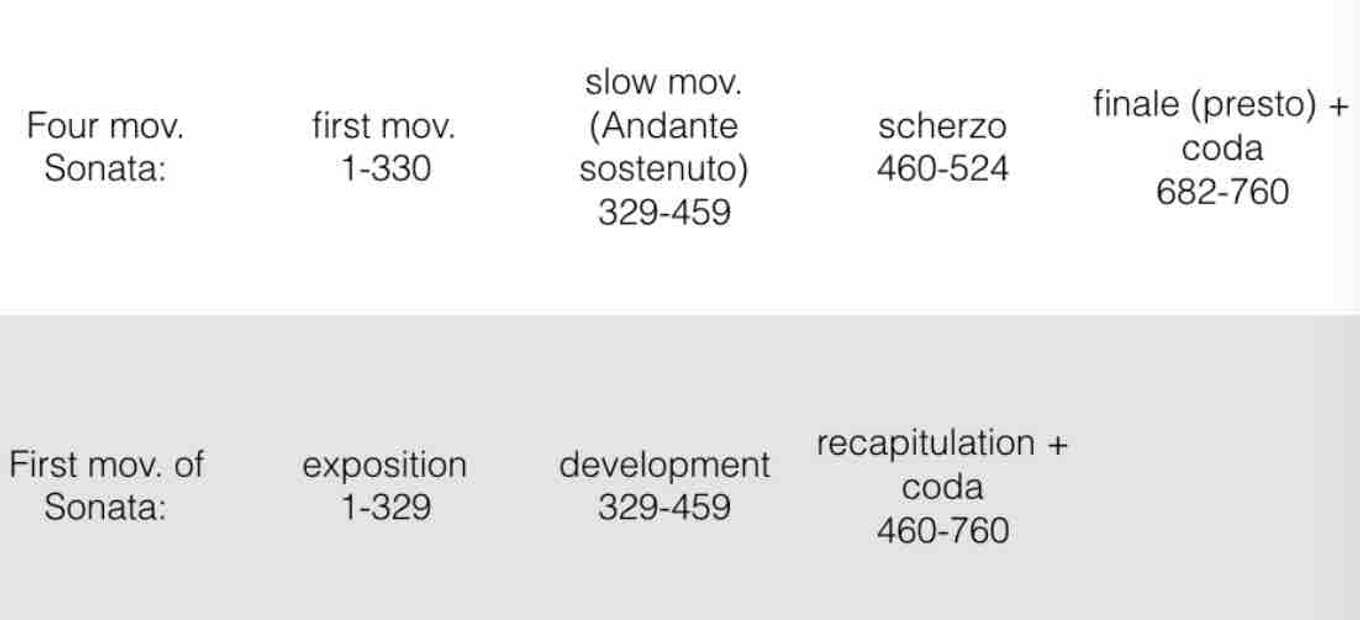 Four mov.
Sonata:
first mov.
1-330
slow mov.
(Andante
sostenuto)
329-459
scherzo
460-524
finale (presto) +
coda
682-760
First mov. of
Sonata:
exposition
1-329
development
329-459
recapitulation +
coda
460-760